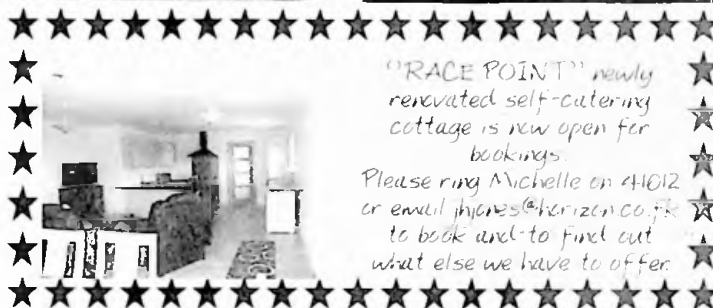 "RACE POINT" newly
renovated self-catering
cottage is now open for
bookings.
Please ring Michelle on 41012
or email jhjones@horizon.co.fk
to book and to find out
what else we have to offer.